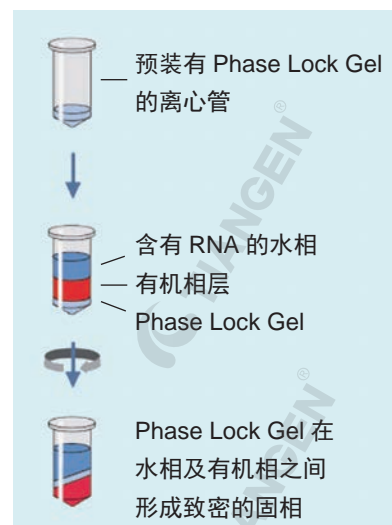 预装有 Phase Lock Gel
的离心管
含有 RNA 的水相
有机相层
Phase Lock Gel
Phase Lock Gel 在
水相及有机相之间
形成致密的固相
TIANGEN®
TIANGEN®